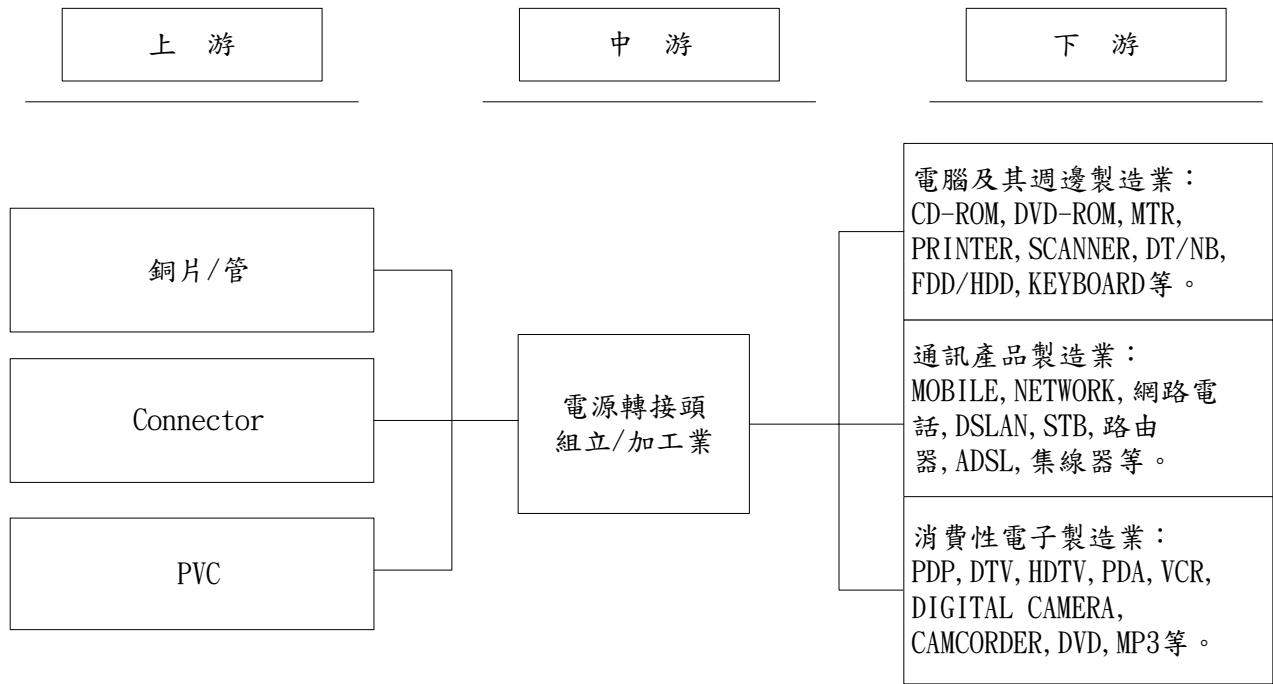 上 游
中 游
下 游
銅片/管
Connector
PVC
電源轉接頭
組立/加工業
電腦及其週邊製造業：
CD-ROM, DVD-ROM, MTR,
PRINTER, SCANNER, DT/NB,
FDD/HDD, KEYBOARD等。
通訊產品製造業：
MOBILE, NETWORK, 網路電
話, DSLAN, STB, 路由
器, ADSL, 集線器等。
消費性電子製造業：
PDP, DTV, HDTV, PDA, VCR,
DIGITAL CAMERA,
CAMCORDER, DVD, MP3等。